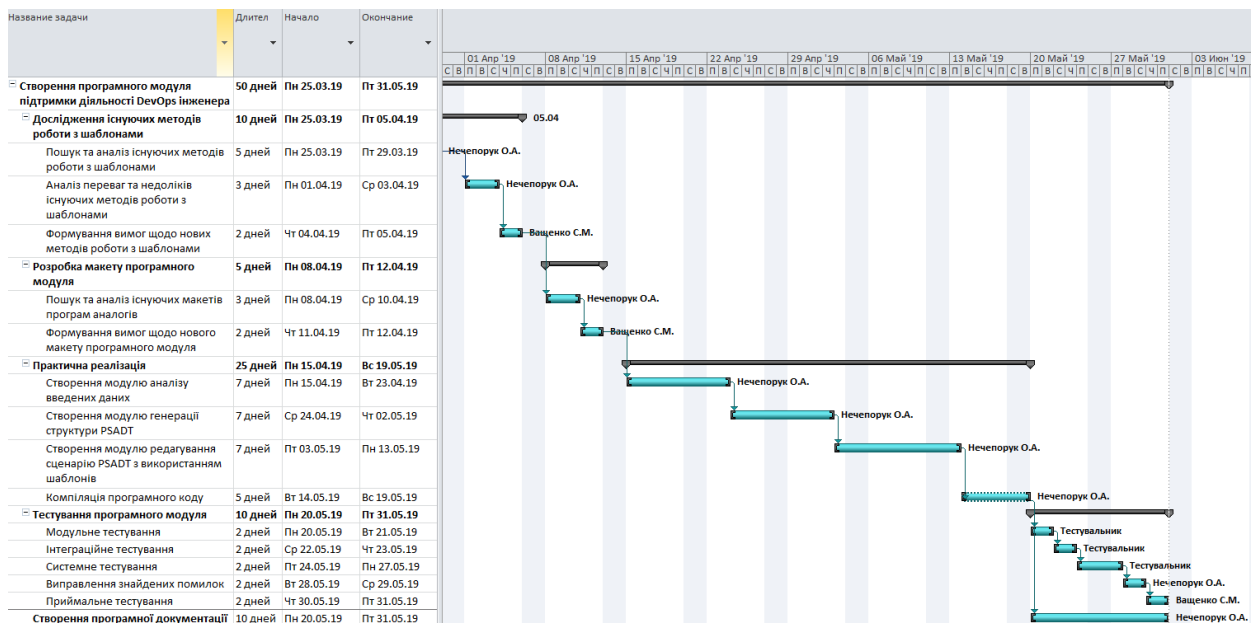 Название задачи Длител Начало Окончание
01 Апр '19 08 Апр '19 15 Апр '19 22 Апр '19 29 Апр '19 06 Май '19 13 Май '19 20 Май '19 27 Май '19 03 Июн '19
С В П В С Ч П С В П В С Ч П С В П В С Ч П С В П В С Ч П С В П В С Ч П С В П В С Ч П С В П В С Ч П С В П В С Ч П С В П В С Ч П С В П В С Ч П
Створення програмного модуля 50 дней Пн 25.03.19 Пт 31.05.19
підтримки діяльності DevOps інженера
Дослідження існуючих методів 10 дней Пн 25.03.19 Пт 05.04.19 05.04
роботи з шаблонами
Пошук та аналіз існуючих методів 5 дней Пн 25.03.19 Пт 29.03.19 Нечепорук О.А.
роботи з шаблонами
Аналіз переваг та недоліків 3 дней Пн 01.04.19 Ср 03.04.19 Нечепорук О.А.
існуючих методів роботи з
шаблонами
Формування вимог щодо нових 2 дней Чт 04.04.19 Пт 05.04.19 Ващенко С.М.
методів роботи з шаблонами
Розробка макету програмного 5 дней Пн 08.04.19 Пт 12.04.19
модуля
Пошук та аналіз існуючих макетів 3 дней Пн 08.04.19 Ср 10.04.19 Нечепорук О.А.
програм аналогів
Формування вимог щодо нового 2 дней Чт 11.04.19 Пт 12.04.19 Ващенко С.М.
макету програмного модуля
Практична реалізація 25 дней Пн 15.04.19 Вс 19.05.19
Створення модулю аналізу 7 дней Пн 15.04.19 Вт 23.04.19 Нечепорук О.А.
введених даних
Створення модулю генерації 7 дней Ср 24.04.19 Чт 02.05.19 Нечепорук О.А.
структури PSADT
Створення модулю редагування 7 дней Пт 03.05.19 Пн 13.05.19 Нечепорук О.А.
сценарію PSADT з використанням
шаблонів
Компіляція програмного коду 5 дней Вт 14.05.19 Вс 19.05.19 Нечепорук О.А.
Тестування програмного модуля 10 дней Пн 20.05.19 Пт 31.05.19
Модульне тестування 2 дней Пн 20.05.19 Вт 21.05.19 Тестувальник
Інтеграційне тестування 2 дней Ср 22.05.19 Чт 23.05.19 Тестувальник
Системне тестування 2 дней Пт 24.05.19 Пн 27.05.19 Тестувальник
Виправлення знайдених помилок 2 дней Вт 28.05.19 Ср 29.05.19 Нечепорук О.А.
Приймальне тестування 2 дней Чт 30.05.19 Пт 31.05.19 Ващенко С.М.
Створення програмної документації 10 дней Пн 20.05.19 Пт 31.05.19 Нечепорук О.А.